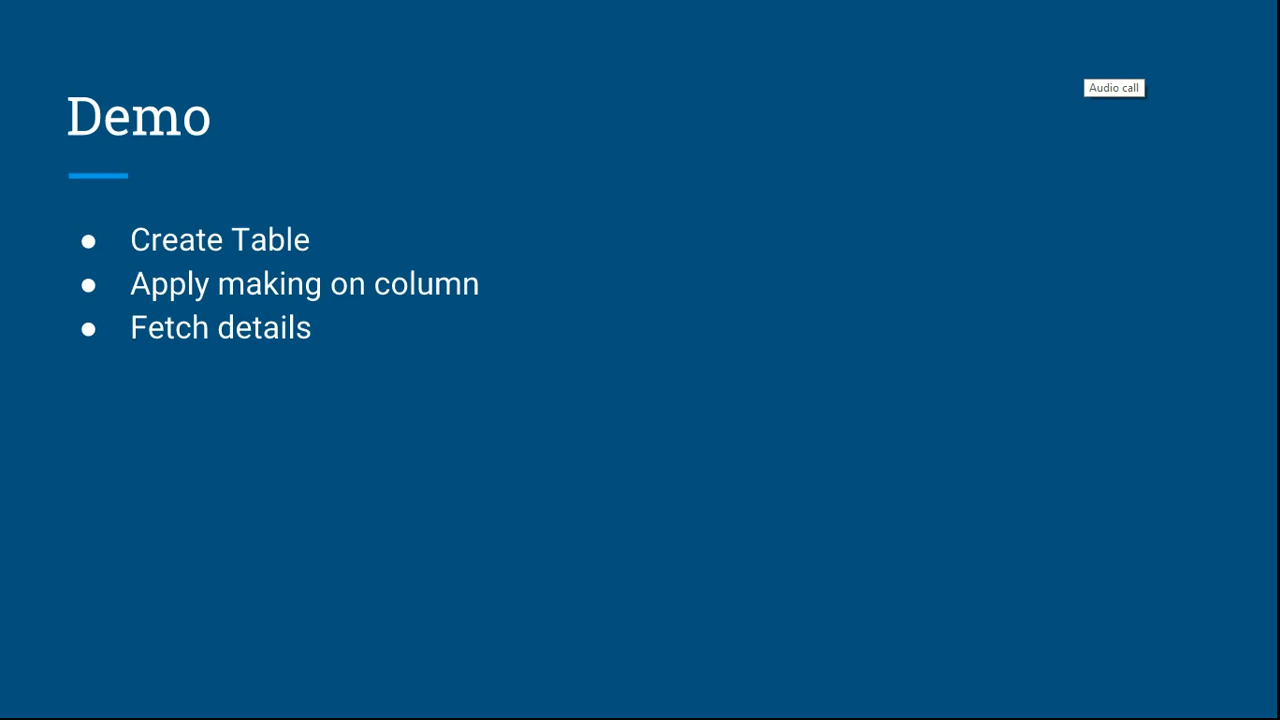 Audio call
Demo
● Create Table
● Apply making on column
● Fetch details